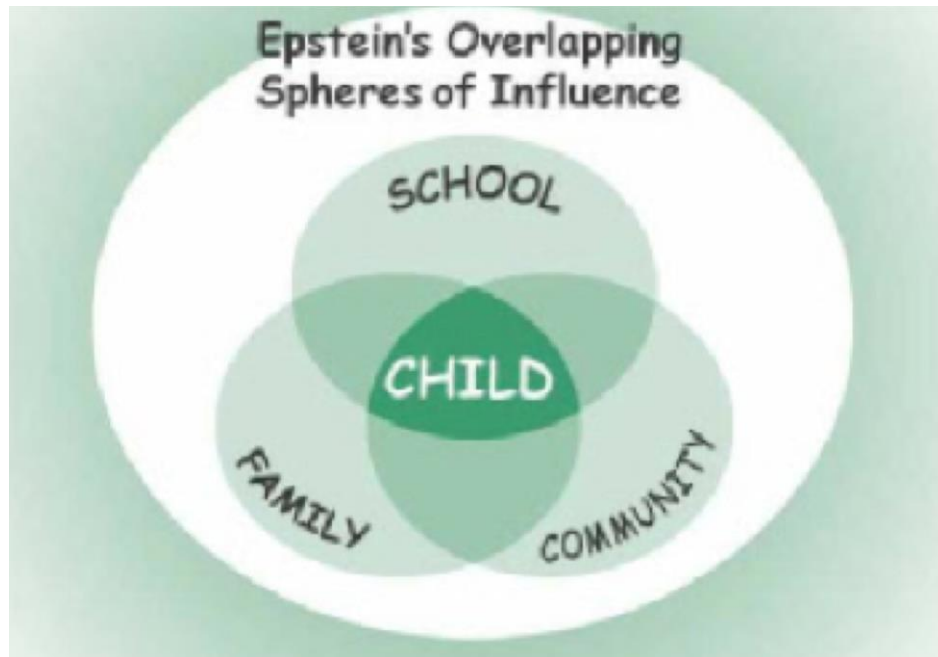 Epstein's Overlapping
Spheres of Influence
SCHOOL
CHILD
FAMILY
COMMUNITY